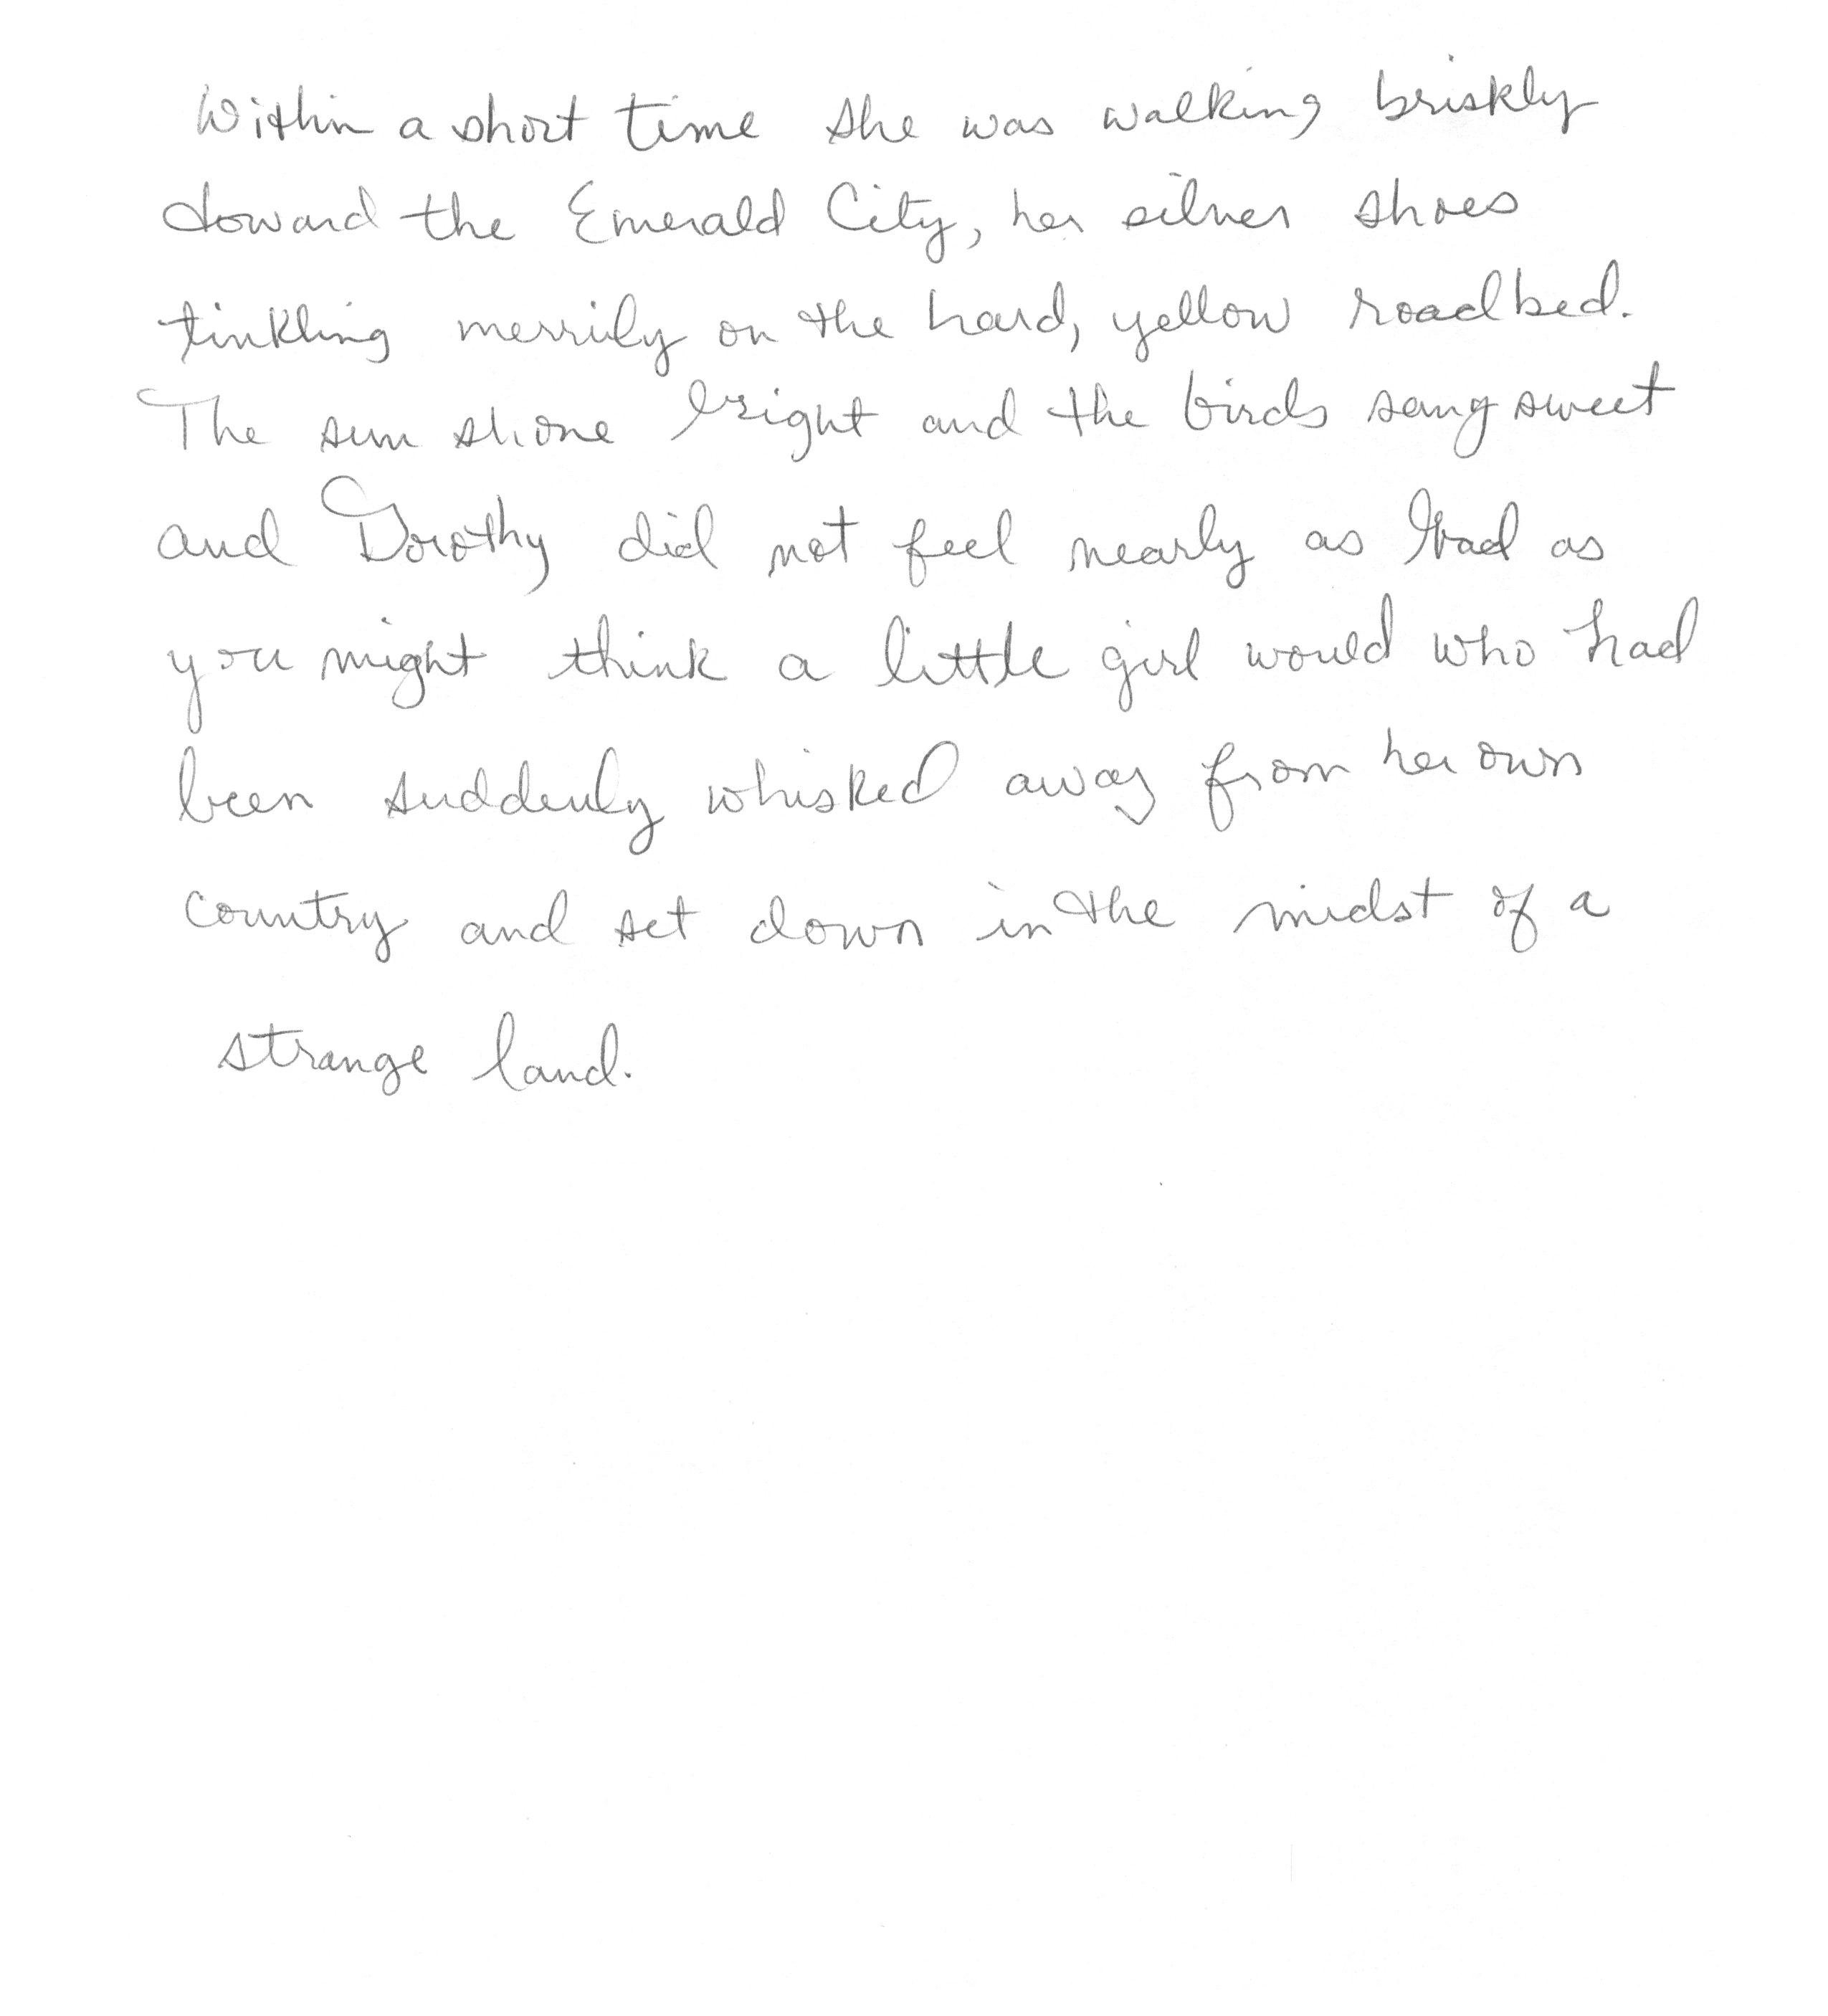 Within a short time she was walking briskly
toward the Emerald City, her silver shoes
tinkling merrily on the hard, yellow roadbed.
The sun shone bright and the birds sang sweet
and Dorothy did not feel nearly as bad as
you might think a little girl would who had
been suddenly whisked away from her own
country and set down in the midst of a
strange land.